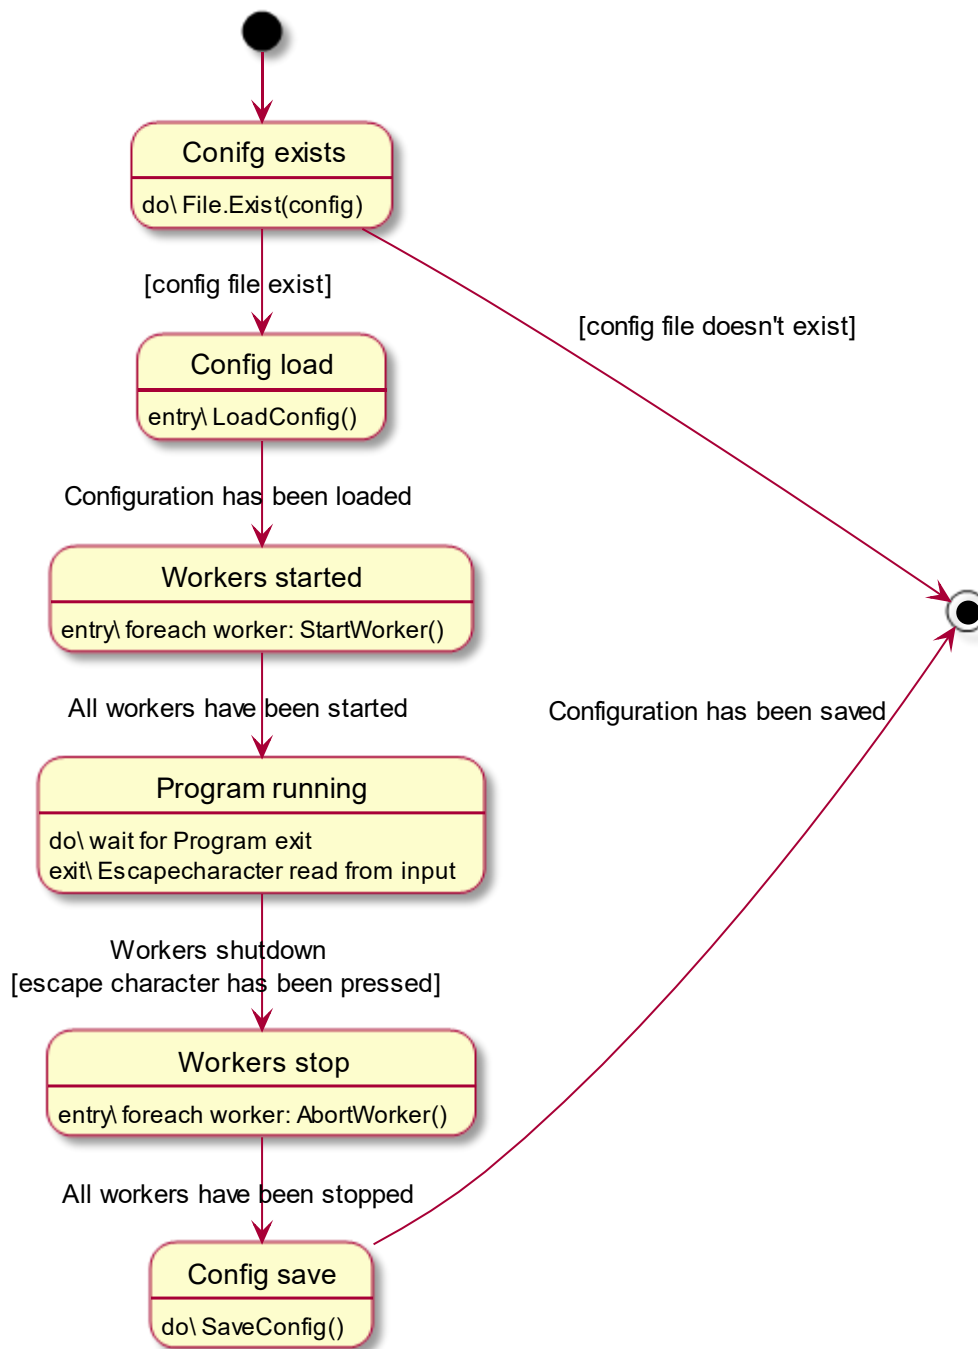 Conifg exists
do\ File.Exist(config)
[config file exist]
[config file doesn't exist]
Config load
entry\ LoadConfig()
Configuration has been loaded
Workers started
entry\ foreach worker: StartWorker()
All workers have been started
Configuration has been saved
Program running
do\ wait for Program exit
exit\ Escapecharacter read from input
Workers shutdown
[escape character has been pressed]
Workers stop
entry\ foreach worker: AbortWorker()
All workers have been stopped
Config save
do\ SaveConfig()